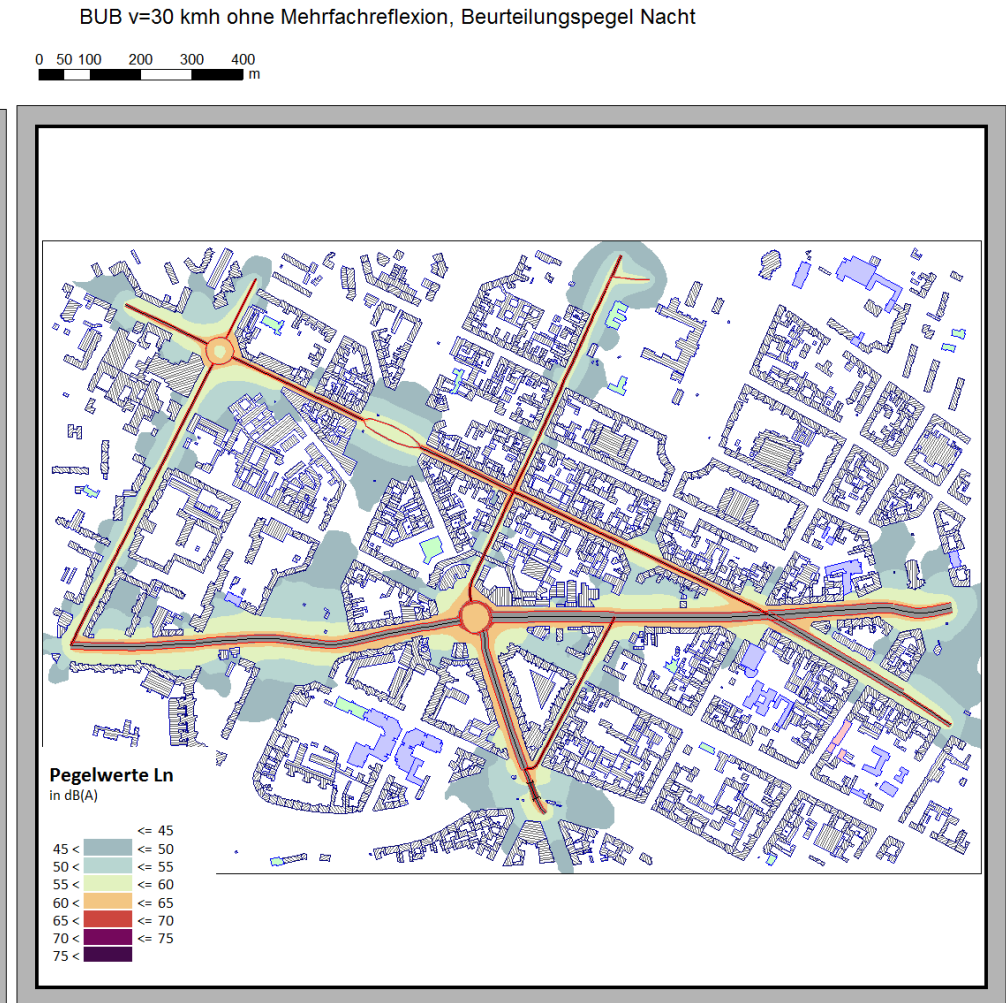 BUB v=30 kmh ohne Mehrfachreflexion, Beurteilungspegel Nacht
0 50 100 200 300 400
m
Pegelwerte Ln
in dB(A)
<= 45
45 < <= 50
50 < <= 55
55 < <= 60
60 < <= 65
65 < <= 70
70 < <= 75
75 <